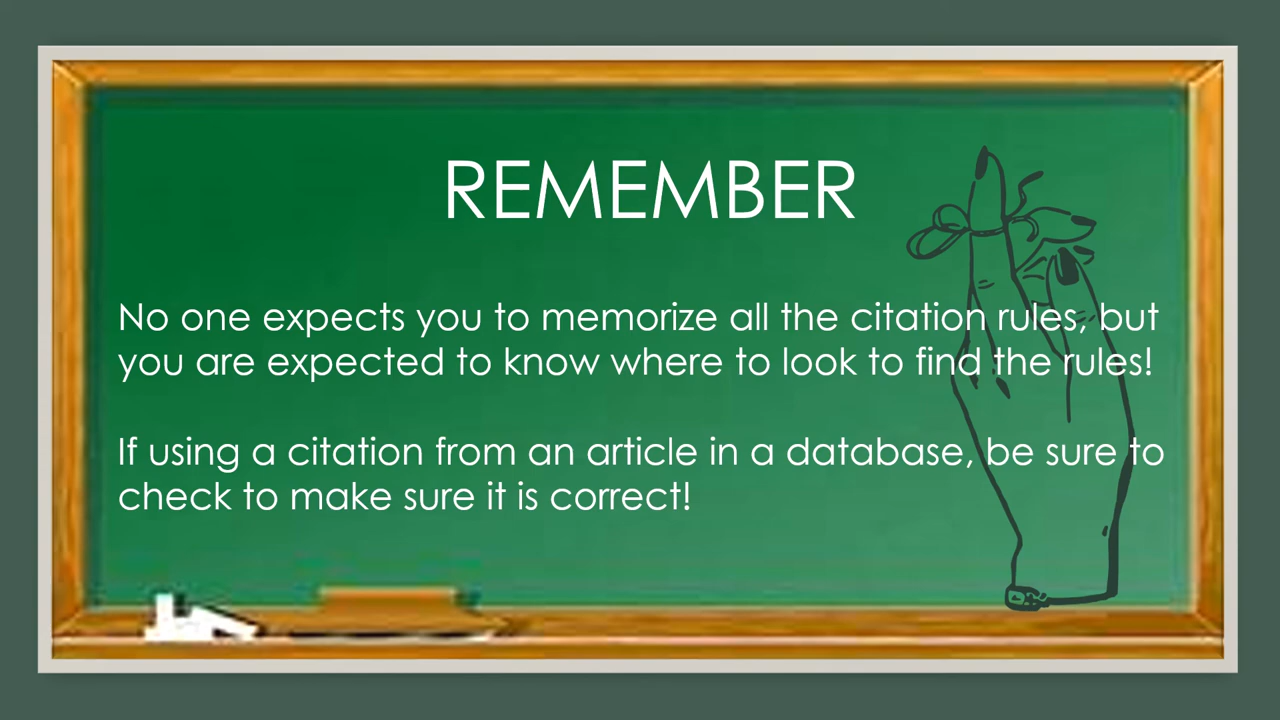 REMEMBER
No one expects you to memorize all the citation rules, but
you are expected to know where to look to find the rules!
If using a citation from an article in a database, be sure to
check to make sure it is correct!